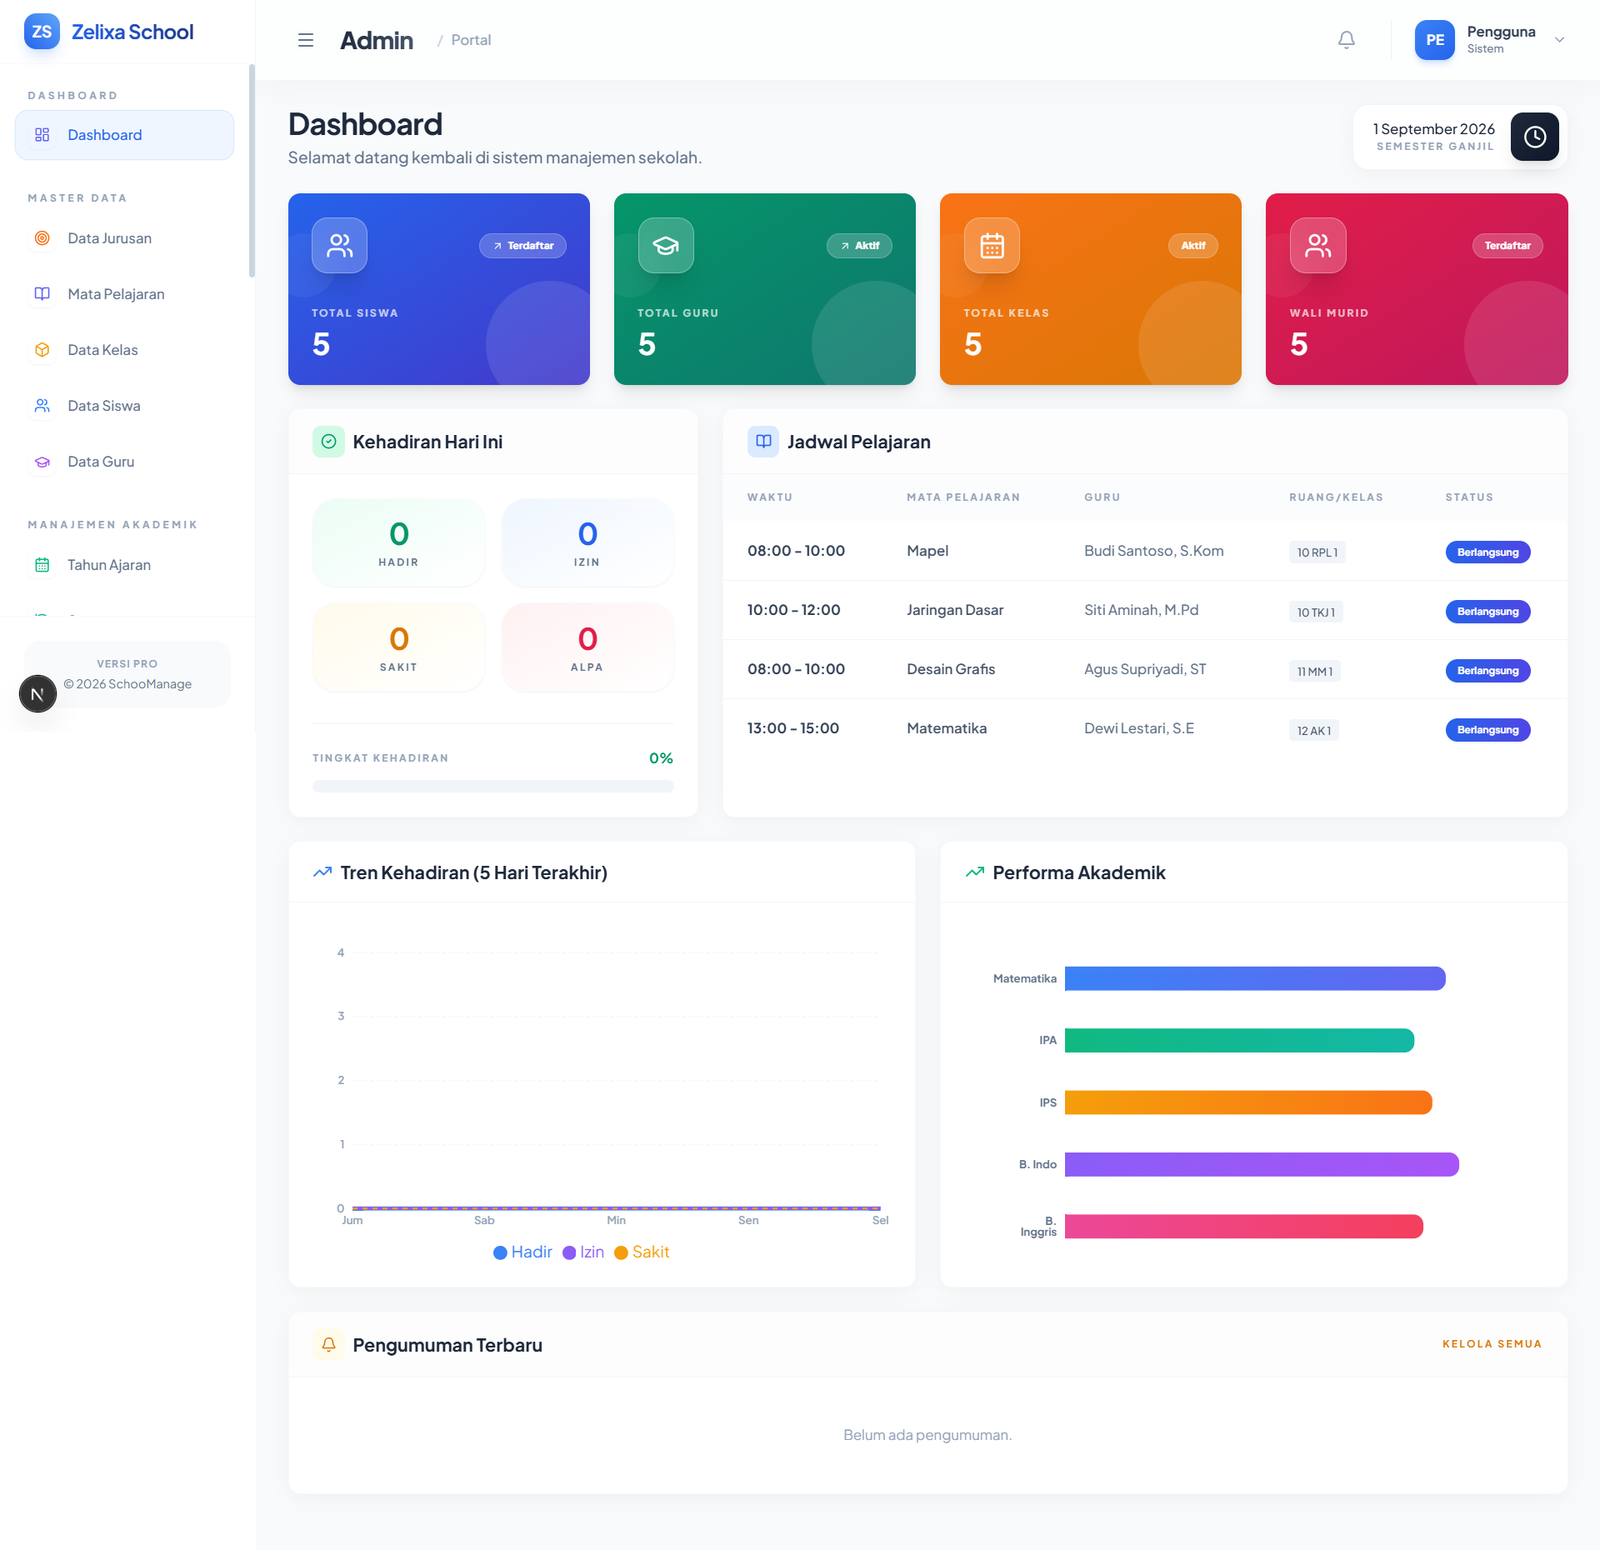 ZS Zelixa School
DASHBOARD
Dashboard
MASTER DATA
Data Jurusan
Mata Pelajaran
Data Kelas
Data Siswa
Data Guru
MANAJEMEN AKADEMIK
Tahun Ajaran
VERSI PRO
© 2026 SchooManage
N
Admin / Portal
PE Pengguna
Sistem
Dashboard
Selamat datang kembali di sistem manajemen sekolah.
1 September 2026
SEMESTER GANJIL
Terdaftar
TOTAL SISWA
5
Aktif
TOTAL GURU
5
Aktif
TOTAL KELAS
5
Terdaftar
WALI MURID
5
Kehadiran Hari Ini
0
HADIR
0
IZIN
0
SAKIT
0
ALPA
TINGKAT KEHADIRAN 0%
Jadwal Pelajaran
WAKTU MATA PELAJARAN GURU RUANG/KELAS STATUS
08:00 - 10:00 Mapel Budi Santoso, S.Kom 10 RPL 1 Berlangsung
10:00 - 12:00 Jaringan Dasar Siti Aminah, M.Pd 10 TKJ 1 Berlangsung
08:00 - 10:00 Desain Grafis Agus Supriyadi, ST 11 MM 1 Berlangsung
13:00 - 15:00 Matematika Dewi Lestari, S.E 12 AK 1 Berlangsung
Tren Kehadiran (5 Hari Terakhir)
4
3
2
1
0
Jum Sab Min Sen Sel
Hadir Izin Sakit
Performa Akademik
Matematika
IPA
IPS
B. Indo
B.
Inggris
Pengumuman Terbaru
KELOLA SEMUA
Belum ada pengumuman.